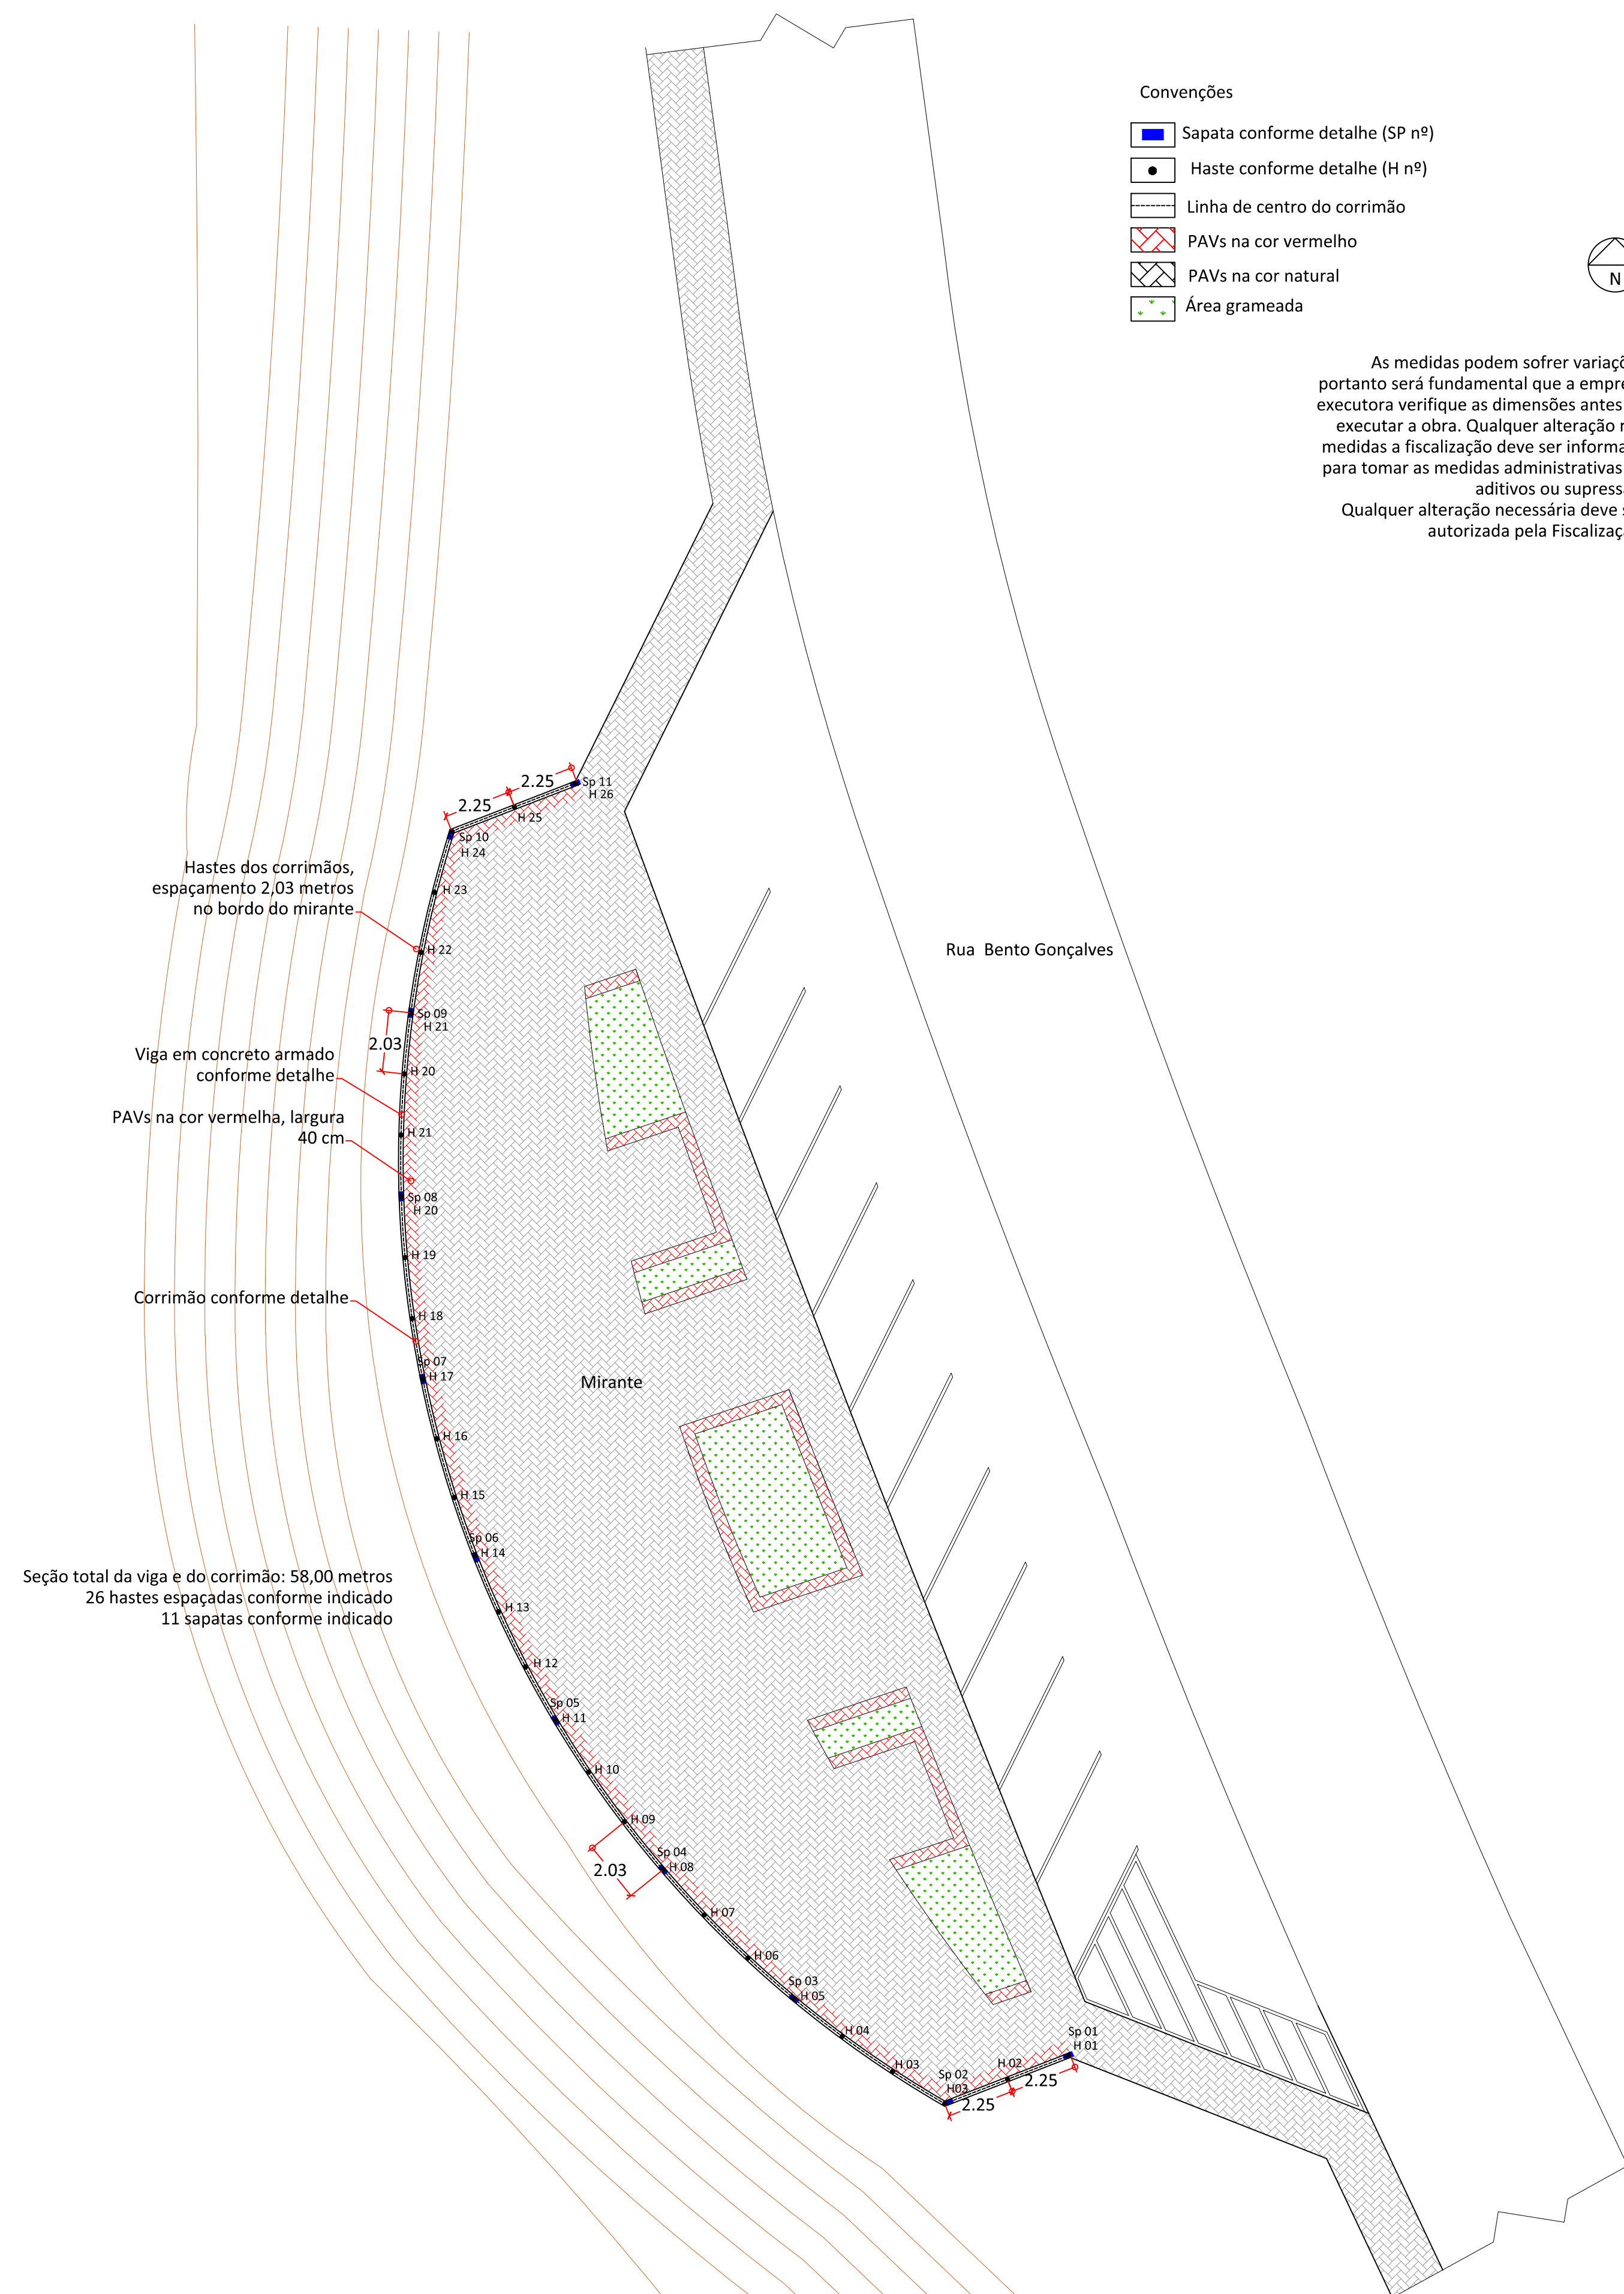 Convenções
Sapata conforme detalhe (SP nº)
Haste conforme detalhe (H nº)
Linha de centro do corrimão
PAVs na cor vermelho
PAVs na cor natural
Área grameada
N
As medidas podem sofrer variaçõ
portanto será fundamental que a empre
executora verifique as dimensões antes
executar a obra. Qualquer alteração
medidas a fiscalização deve ser informa
para tomar as medidas administrativas
aditivos ou supress
Qualquer alteração necessária deve
autorizada pela Fiscalizaç
2.25
2.25
Sp 11
H 26
H 25
Sp 10
H 24
Hastes dos corrimãos,
espaçamento 2,03 metros
no bordo do mirante
H 23
H 22
Rua Bento Gonçalves
Sp 09
H 21
2.03
Viga em concreto armado
conforme detalhe
H 20
PAVs na cor vermelha, largura
40 cm
H 21
Sp 08
H 20
H 19
Corrimão conforme detalhe
H 18
Sp 07
H 17
Mirante
H 16
H 15
Sp 06
H 14
Seção total da viga e do corrimão: 58,00 metros
26 hastes espaçadas conforme indicado
11 sapatas conforme indicado
H 13
H 12
Sp 05
H 11
H 10
H 09
Sp 04
H 08
2.03
H 07
H 06
Sp 03
H 05
H 04
Sp 01
H 01
H 03
H 02
Sp 02
H03
2.25
2.25